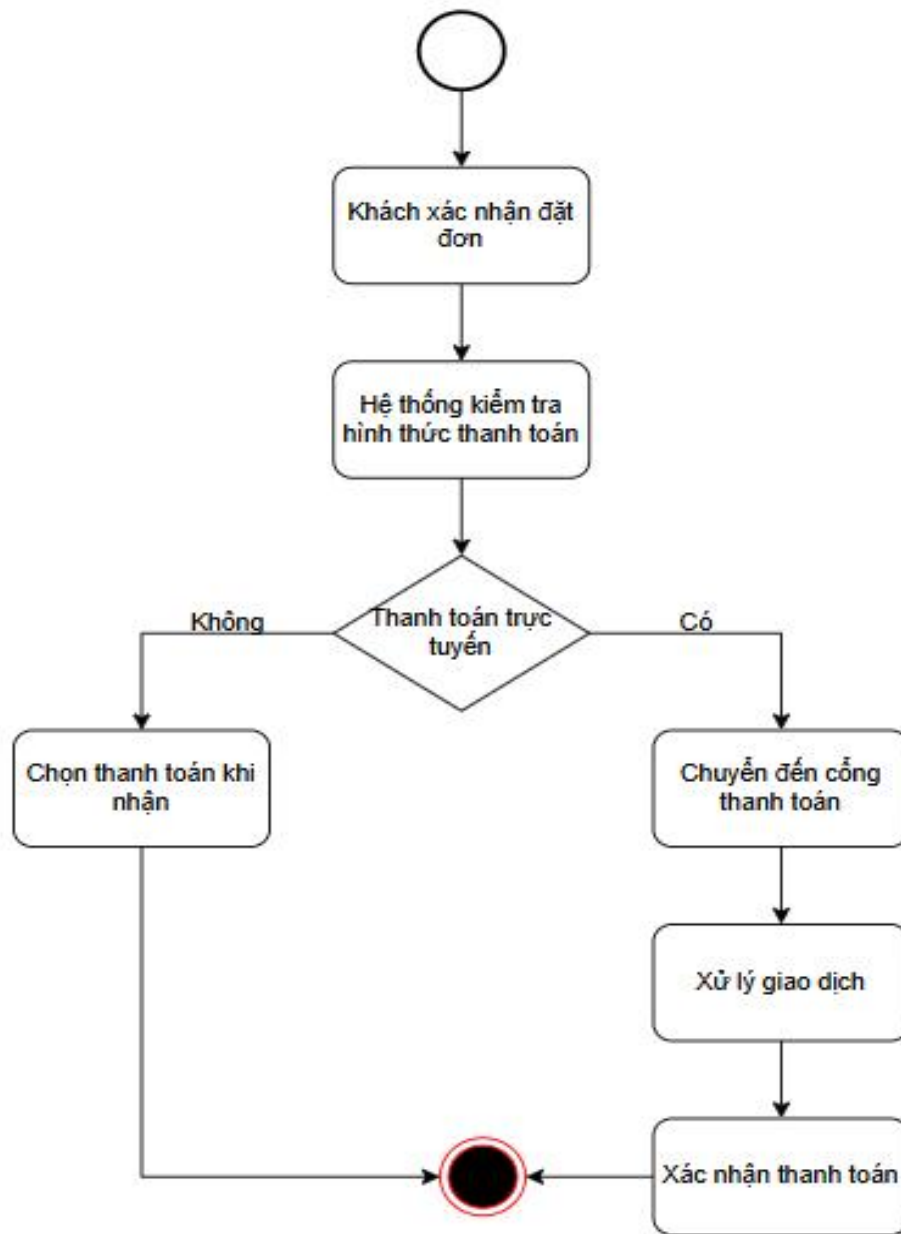 Khách xác nhận đặt
đơn
Hệ thống kiểm tra
hình thức thanh toán
Thanh toán trực
tuyến
Không
Có
Chọn thanh toán khi
nhận
Chuyển đến cổng
thanh toán
Xử lý giao dịch
Xác nhận thanh toán